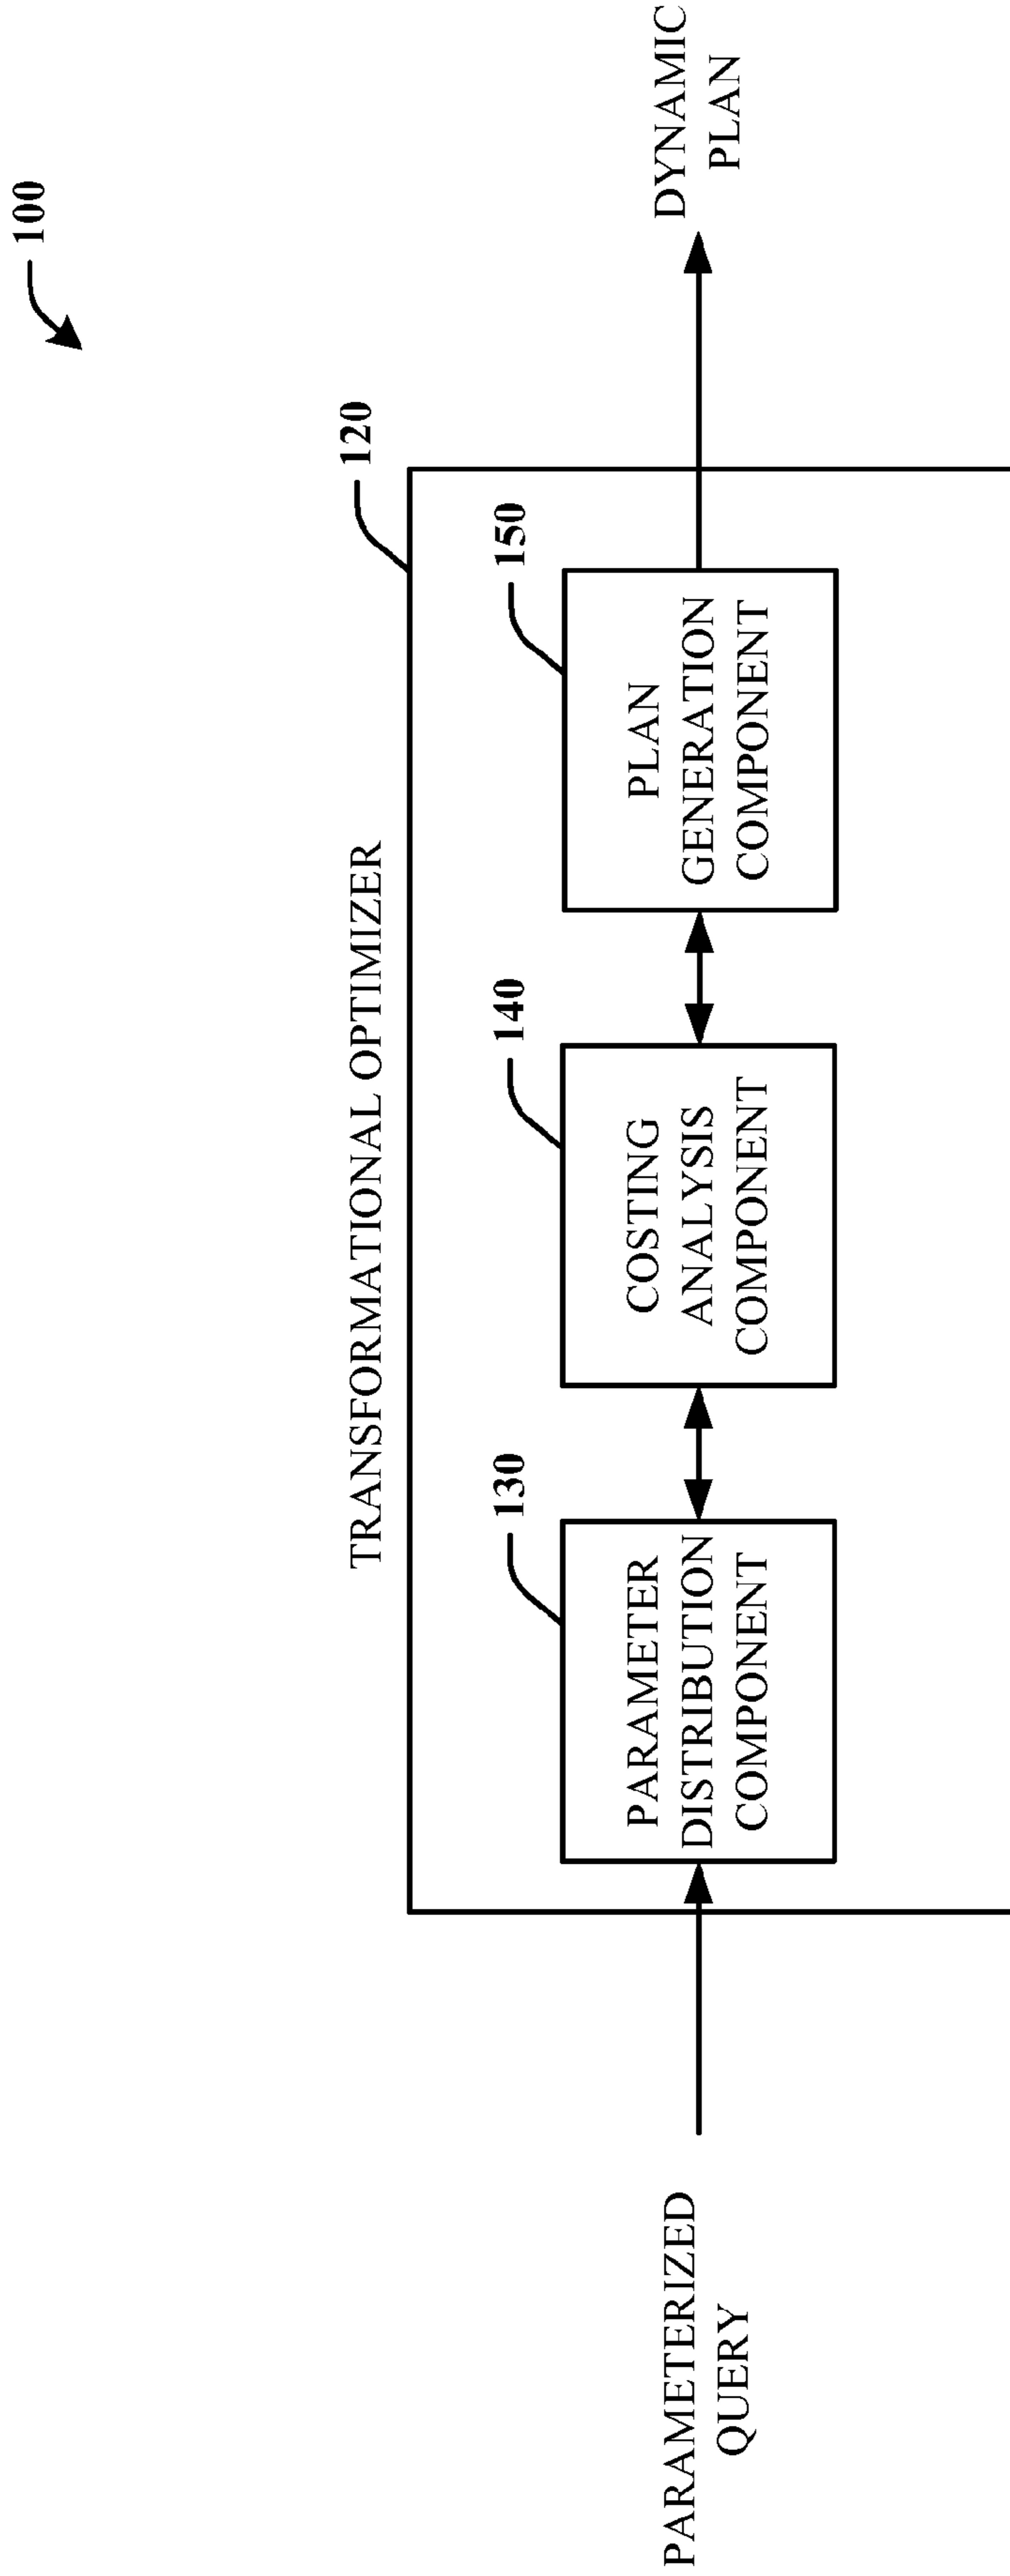 100
TRANSFORMATIONAL OPTIMIZER
120
130
140
150
PARAMETERIZED
QUERY
PARAMETER
DISTRIBUTION
COMPONENT
COSTING
ANALYSIS
COMPONENT
PLAN
GENERATION
COMPONENT
DYNAMIC
PLAN